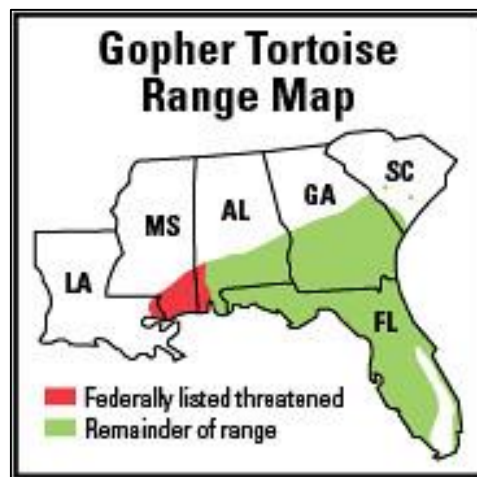 Gopher Tortoise
Range Map
SC
GA
AL
MS
LA
FL
Federally listed threatened
Remainder of range